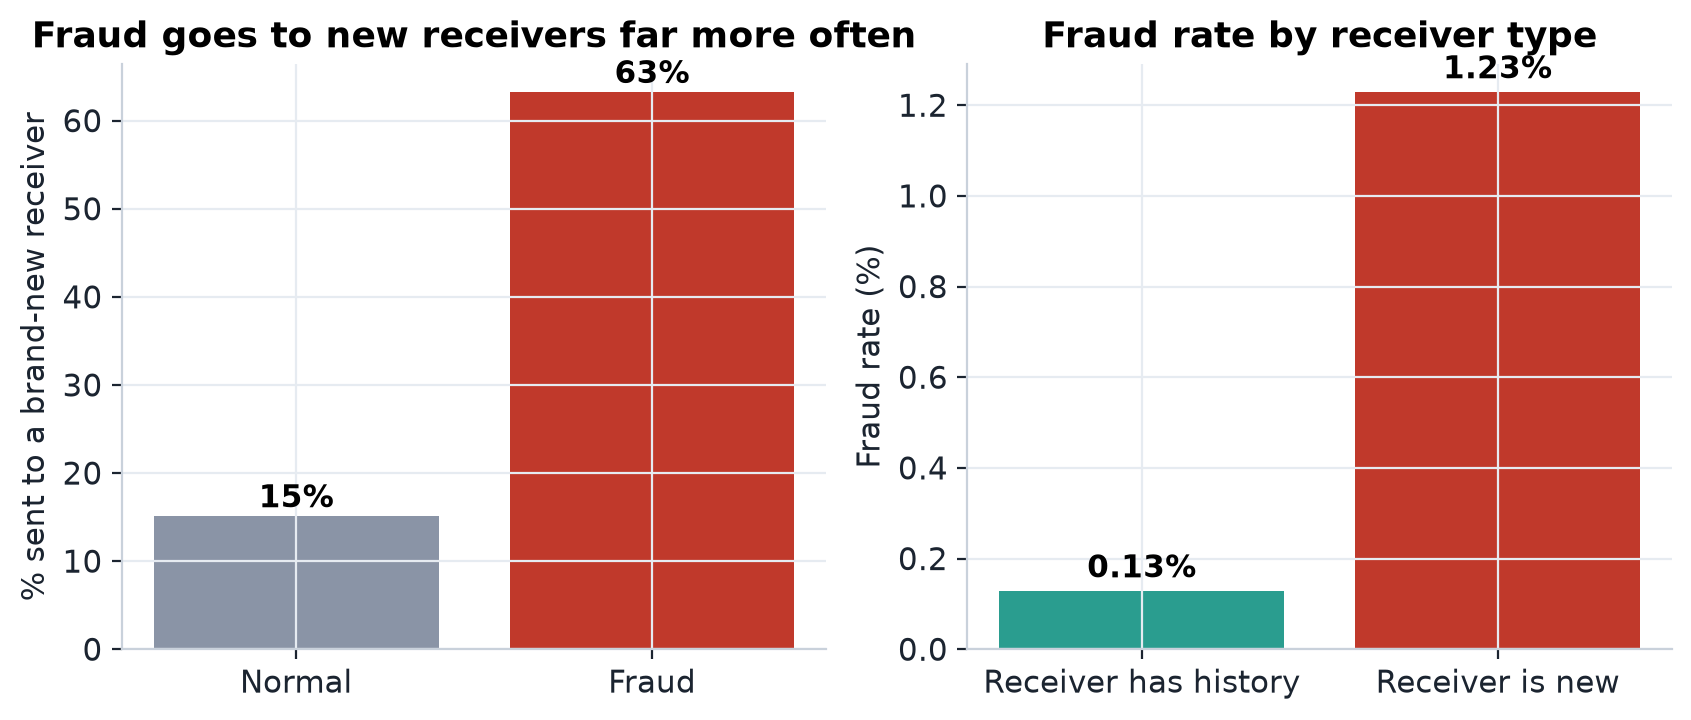 Fraud goes to new receivers far more often
63%
60
50
40
30
20
15%
10
0
% sent to a brand-new receiver
Normal
Fraud
Fraud rate by receiver type
1.23%
1.2
1.0
0.8
0.6
0.4
0.2
0.13%
0.0
Fraud rate (%)
Receiver has history
Receiver is new